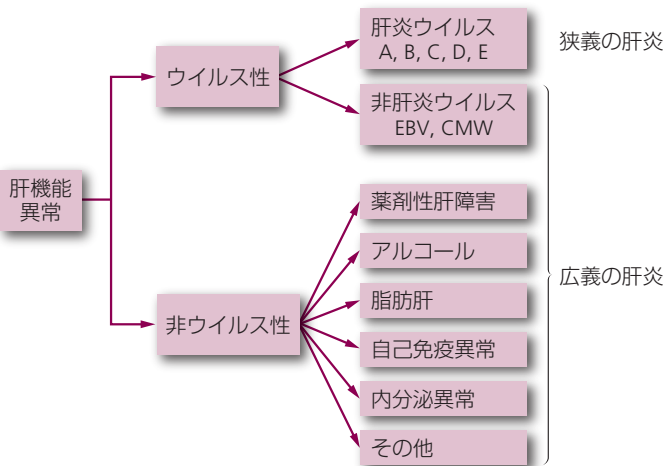 肝機能
異常
ウイルス性
肝炎ウイルス
A, B, C, D, E
非肝炎ウイルス
EBV, CMW
狭義の肝炎
非ウイルス性
薬剤性肝障害
アルコール
脂肪肝
自己免疫異常
内分泌異常
その他
広義の肝炎